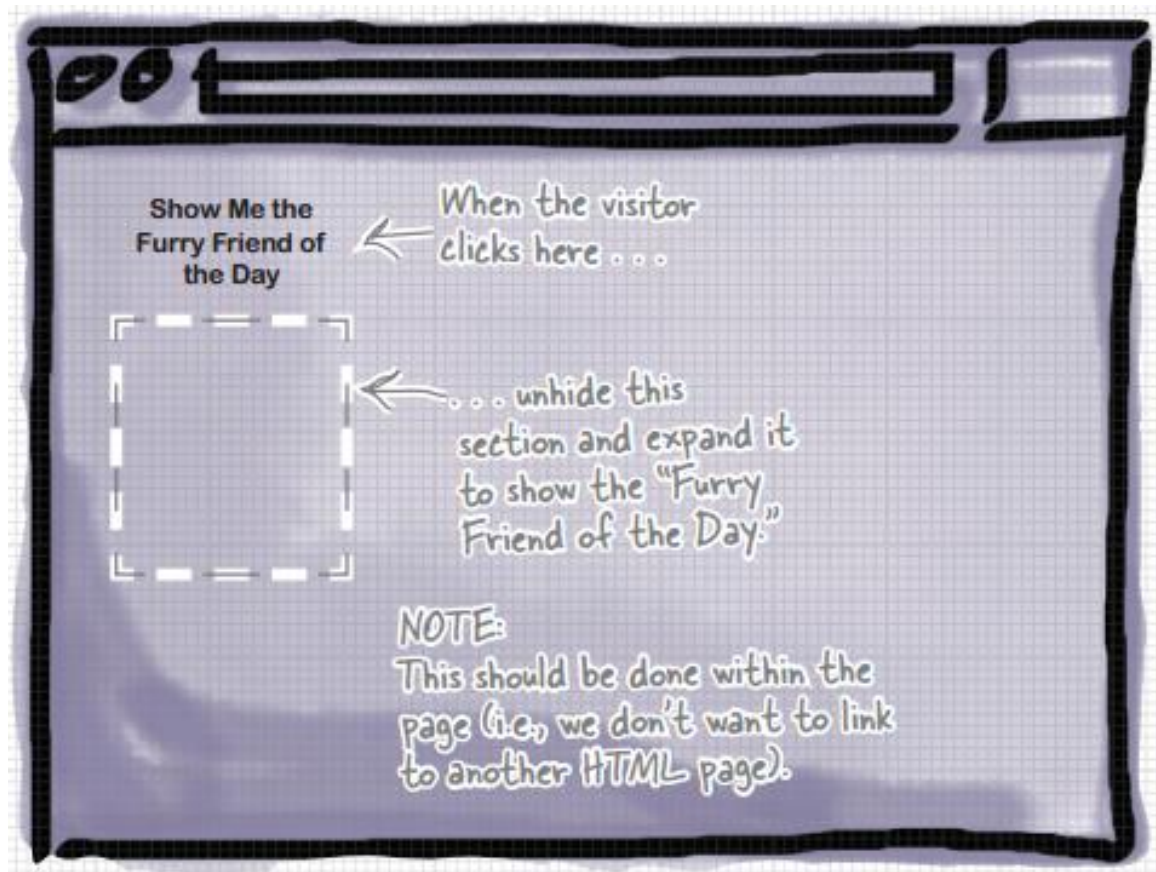 Show Me the
Furry Friend of
the Day
When the visitor
clicks here . . .
. . . unhide this
section and expand it
to show the “Furry
Friend of the Day.”
NOTE:
This should be done within the
page (i.e., we don't want to link
to another HTML page).